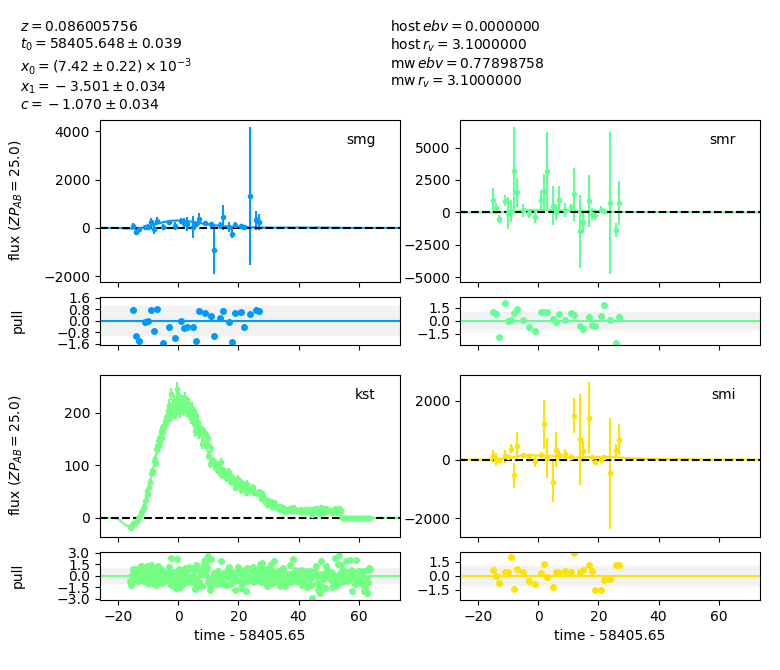 z = 0.086005756
t₀ = 58405.648 ± 0.039
x₀ = (7.42 ± 0.22) × 10⁻³
x₁ = −3.501 ± 0.034
c = −1.070 ± 0.034
host ebv = 0.0000000
host r_v = 3.1000000
mw ebv = 0.77898758
mw r_v = 3.1000000
smg
flux (ZP_AB = 25.0)
4000
2000
0
−2000
smr
5000
2500
0
−2500
−5000
pull
1.6
0.8
0.0
−0.8
−1.6
1.5
0.0
−1.5
kst
flux (ZP_AB = 25.0)
200
100
0
smi
2000
0
−2000
pull
3.0
1.5
0.0
−1.5
−3.0
1.5
0.0
−1.5
−20 0 20 40 60
−20 0 20 40 60
time - 58405.65
time - 58405.65